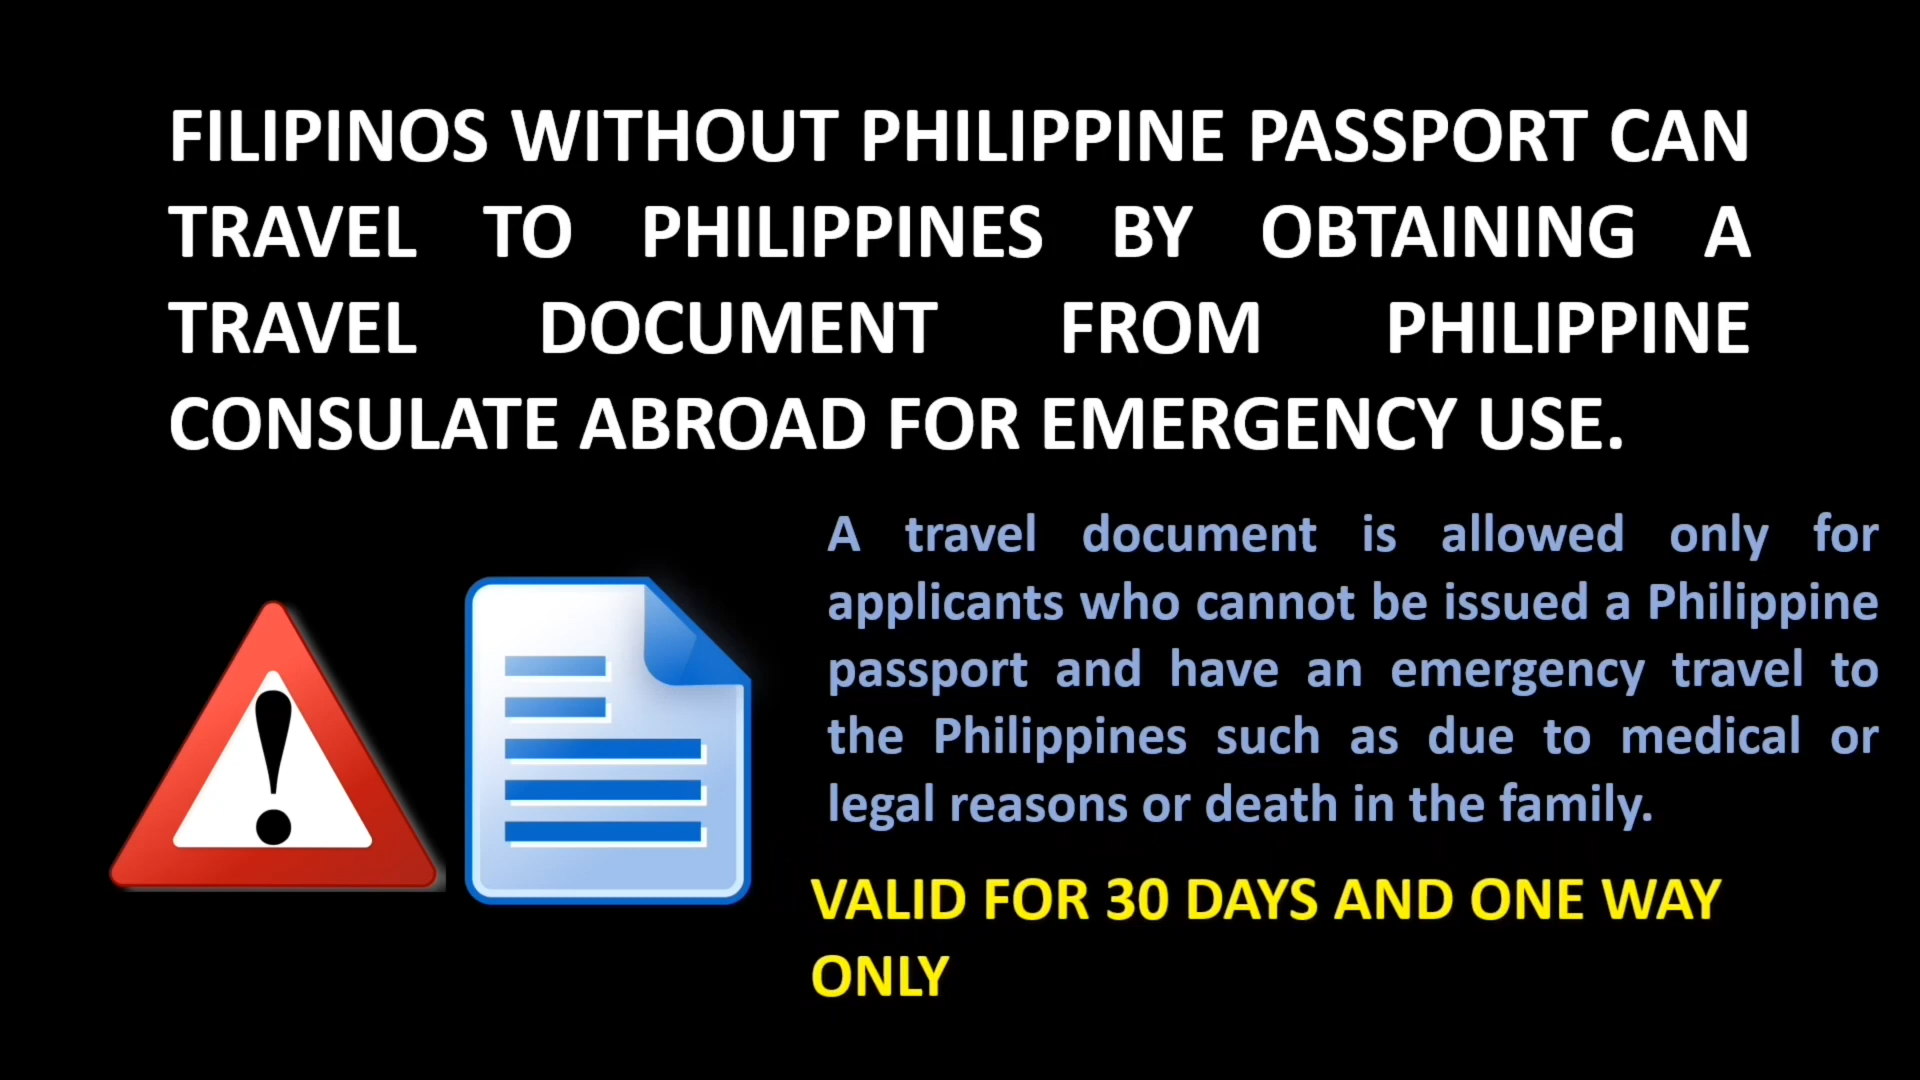 FILIPINOS WITHOUT PHILIPPINE PASSPORT CAN
TRAVEL TO PHILIPPINES BY OBTAINING A
TRAVEL DOCUMENT FROM PHILIPPINE
CONSULATE ABROAD FOR EMERGENCY USE.
A travel document is allowed only for
applicants who cannot be issued a Philippine
passport and have an emergency travel to
the Philippines such as due to medical or
legal reasons or death in the family.
VALID FOR 30 DAYS AND ONE WAY
ONLY